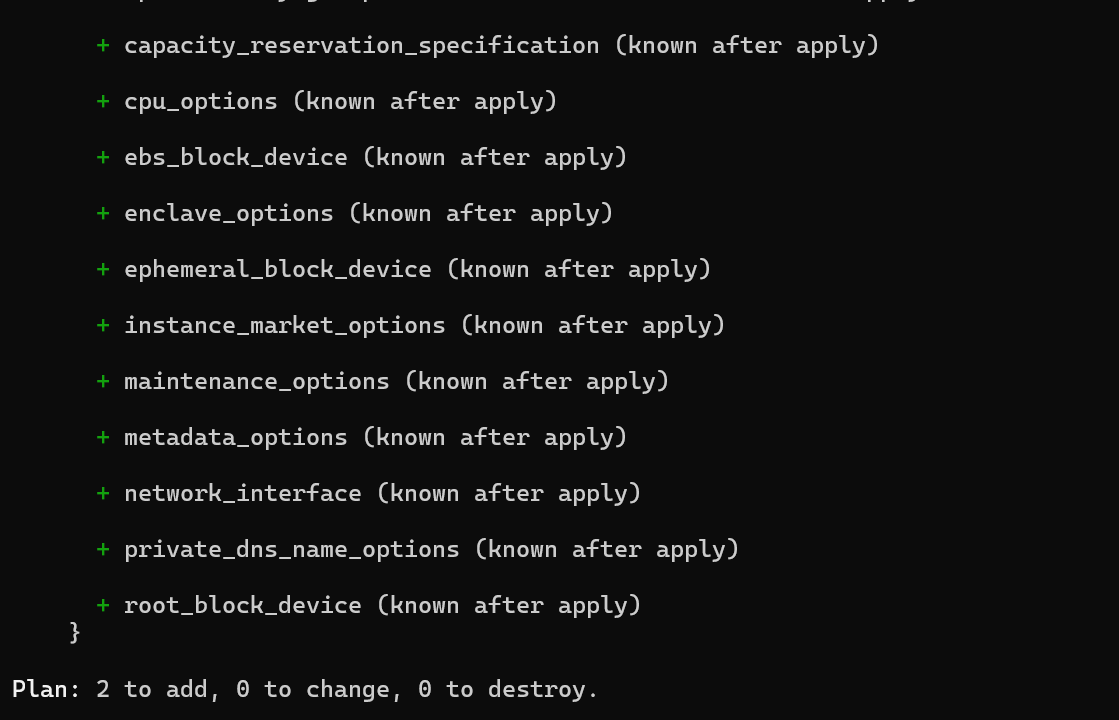 + capacity_reservation_specification (known after apply)
+ cpu_options (known after apply)
+ ebs_block_device (known after apply)
+ enclave_options (known after apply)
+ ephemeral_block_device (known after apply)
+ instance_market_options (known after apply)
+ maintenance_options (known after apply)
+ metadata_options (known after apply)
+ network_interface (known after apply)
+ private_dns_name_options (known after apply)
+ root_block_device (known after apply)
}
Plan: 2 to add, 0 to change, 0 to destroy.